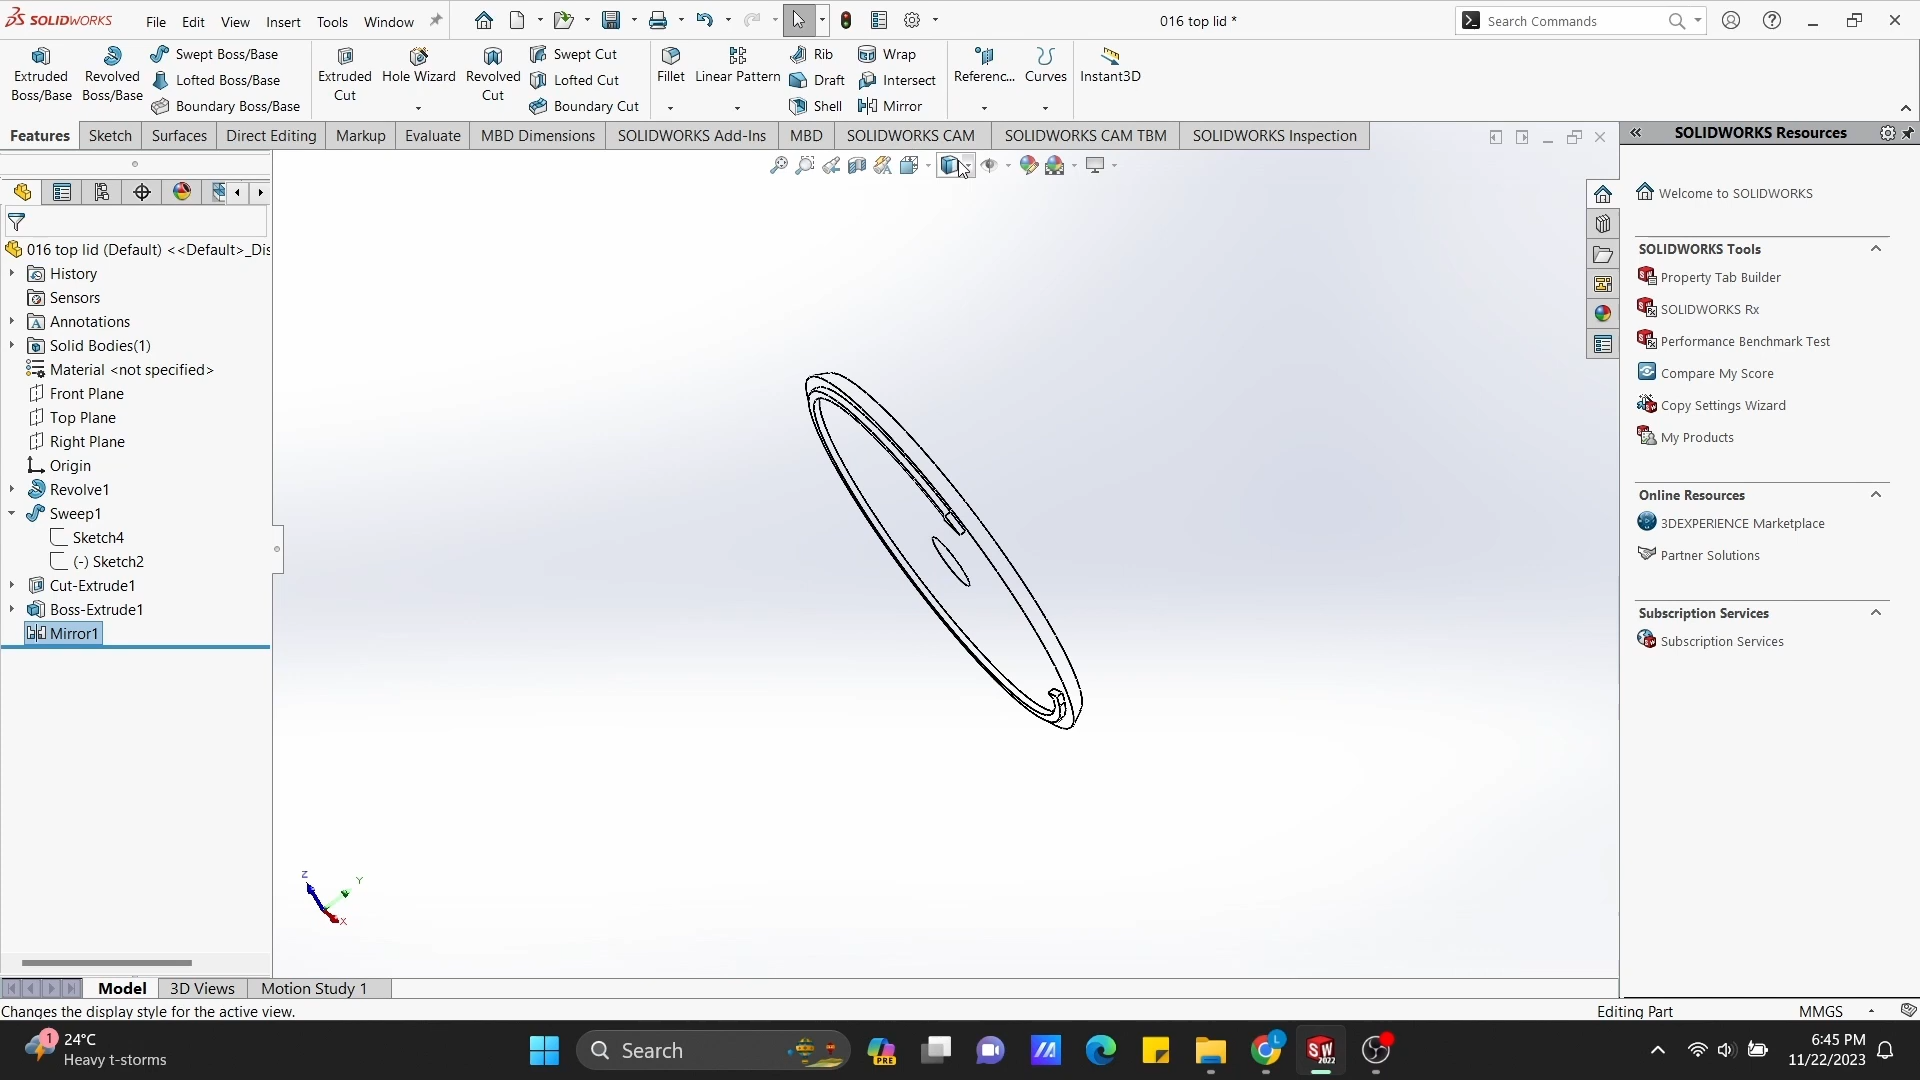 SOLIDWORKS
File
Edit
View
Insert
Tools
Window
016 top lid *
Search Commands
Extruded Boss/Base
Revolved Boss/Base
Swept Boss/Base
Lofted Boss/Base
Boundary Boss/Base
Extruded Cut
Hole Wizard
Revolved Cut
Swept Cut
Lofted Cut
Boundary Cut
Fillet
Linear Pattern
Rib
Draft
Shell
Wrap
Intersect
Mirror
Referenc...
Curves
Instant3D
Features
Sketch
Surfaces
Direct Editing
Markup
Evaluate
MBD Dimensions
SOLIDWORKS Add-Ins
MBD
SOLIDWORKS CAM
SOLIDWORKS CAM TBM
SOLIDWORKS Inspection
SOLIDWORKS Resources
016 top lid (Default) <<Default>_Dis
History
Sensors
Annotations
Solid Bodies(1)
Material <not specified>
Front Plane
Top Plane
Right Plane
Origin
Revolve1
Sweep1
Sketch4
(-) Sketch2
Cut-Extrude1
Boss-Extrude1
Mirror1
Z
Y
X
Welcome to SOLIDWORKS
SOLIDWORKS Tools
Property Tab Builder
SOLIDWORKS Rx
Performance Benchmark Test
Compare My Score
Copy Settings Wizard
My Products
Online Resources
3DEXPERIENCE Marketplace
Partner Solutions
Subscription Services
Subscription Services
Model
3D Views
Motion Study 1
Changes the display style for the active view.
Editing Part
MMGS
1
24°C
Heavy t-storms
Search
PRE
L
SW
2022
6:45 PM
11/22/2023